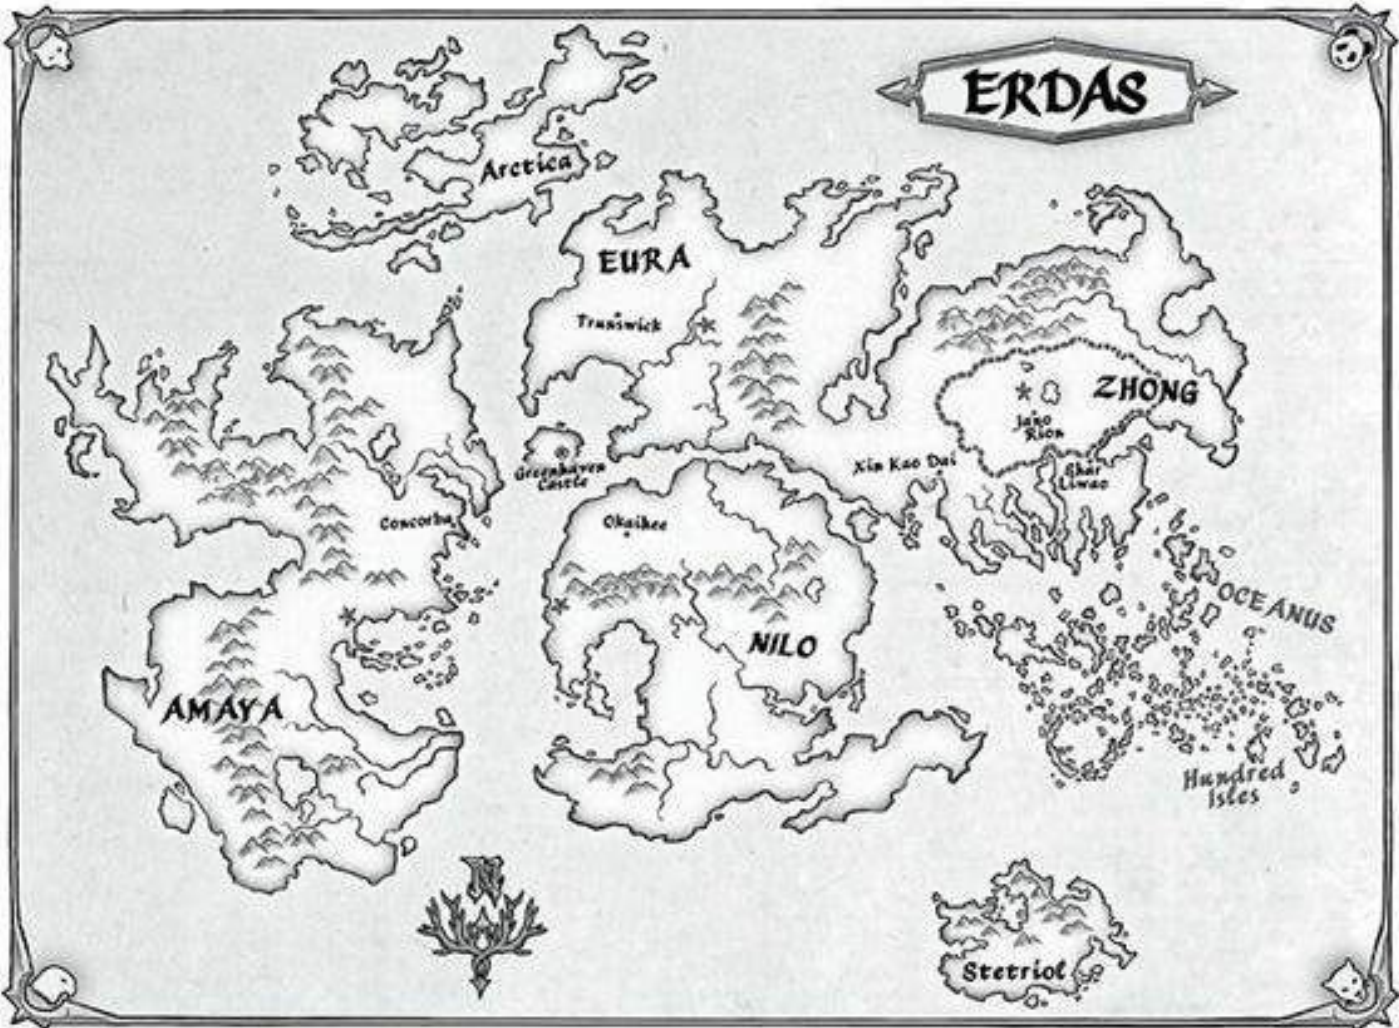 ERDAS
Arctica
EURA
Trunswick
ZHONG
Jano
Rion
Xin Kao Dai
Shar
Liwao
Greenhaven
Castle
Concorba
Okaihee
NILO
OCEANUS
AMAYA
Hundred
Isles
N
Stetriol